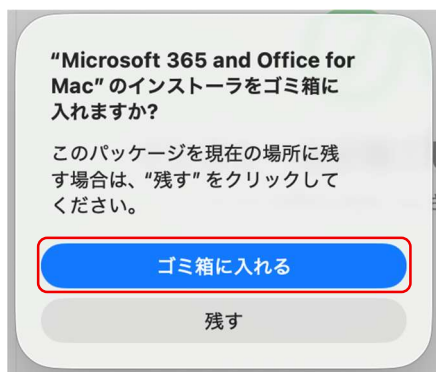 “Microsoft 365 and Office for
Mac” のインストーラをゴミ箱に
入れますか?
このパッケージを現在の場所に残
す場合は、“残す” をクリックして
ください。
ゴミ箱に入れる
残す